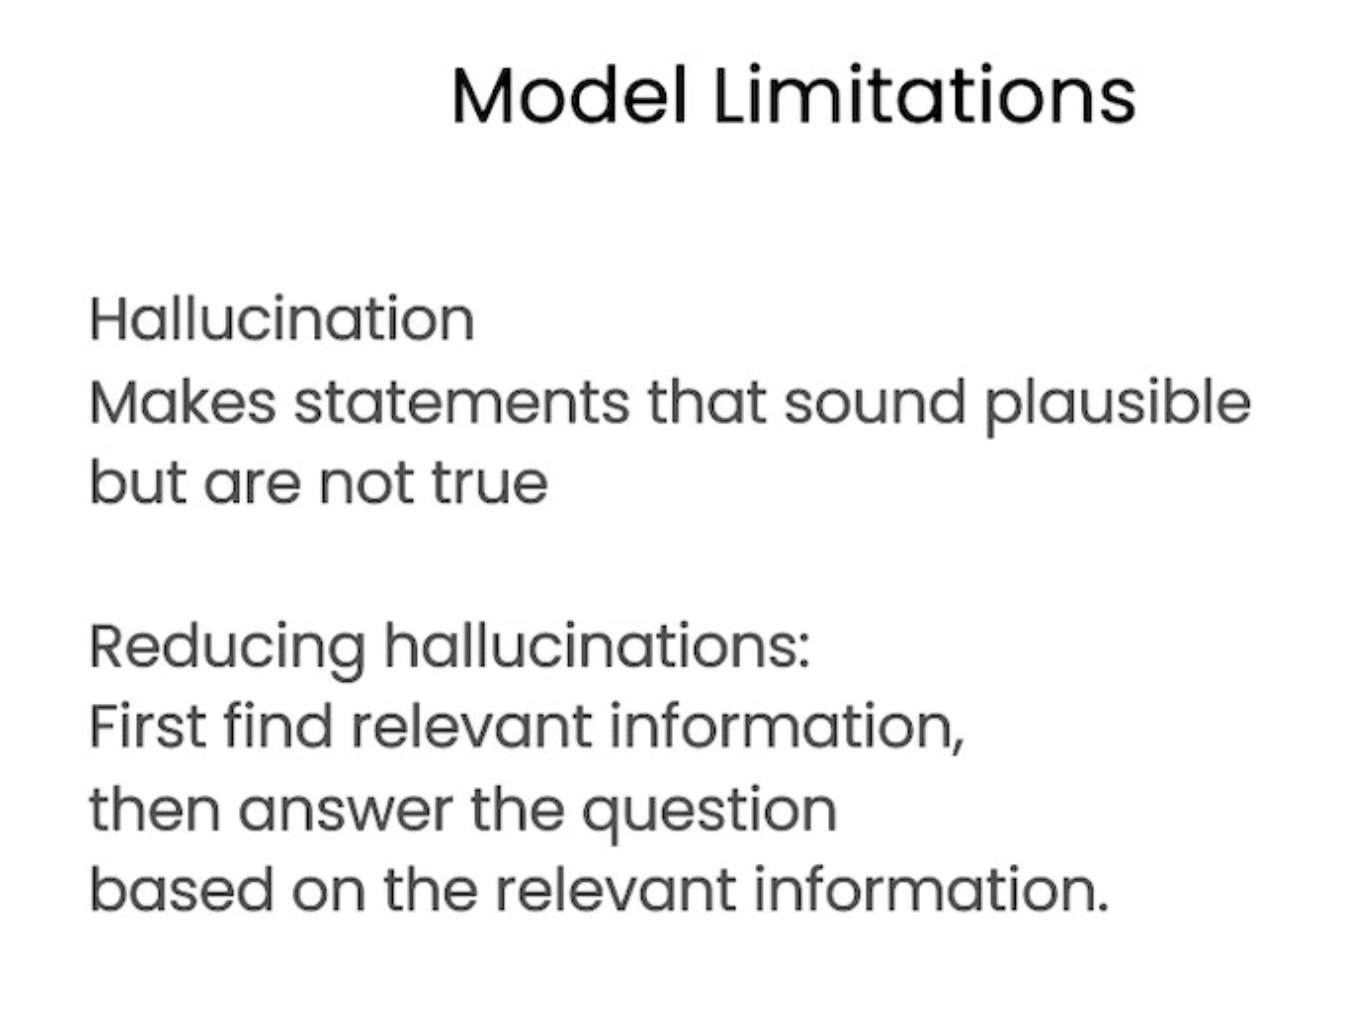 Model Limitations
Hallucination
Makes statements that sound plausible
but are not true
Reducing hallucinations:
First find relevant information,
then answer the question
based on the relevant information.